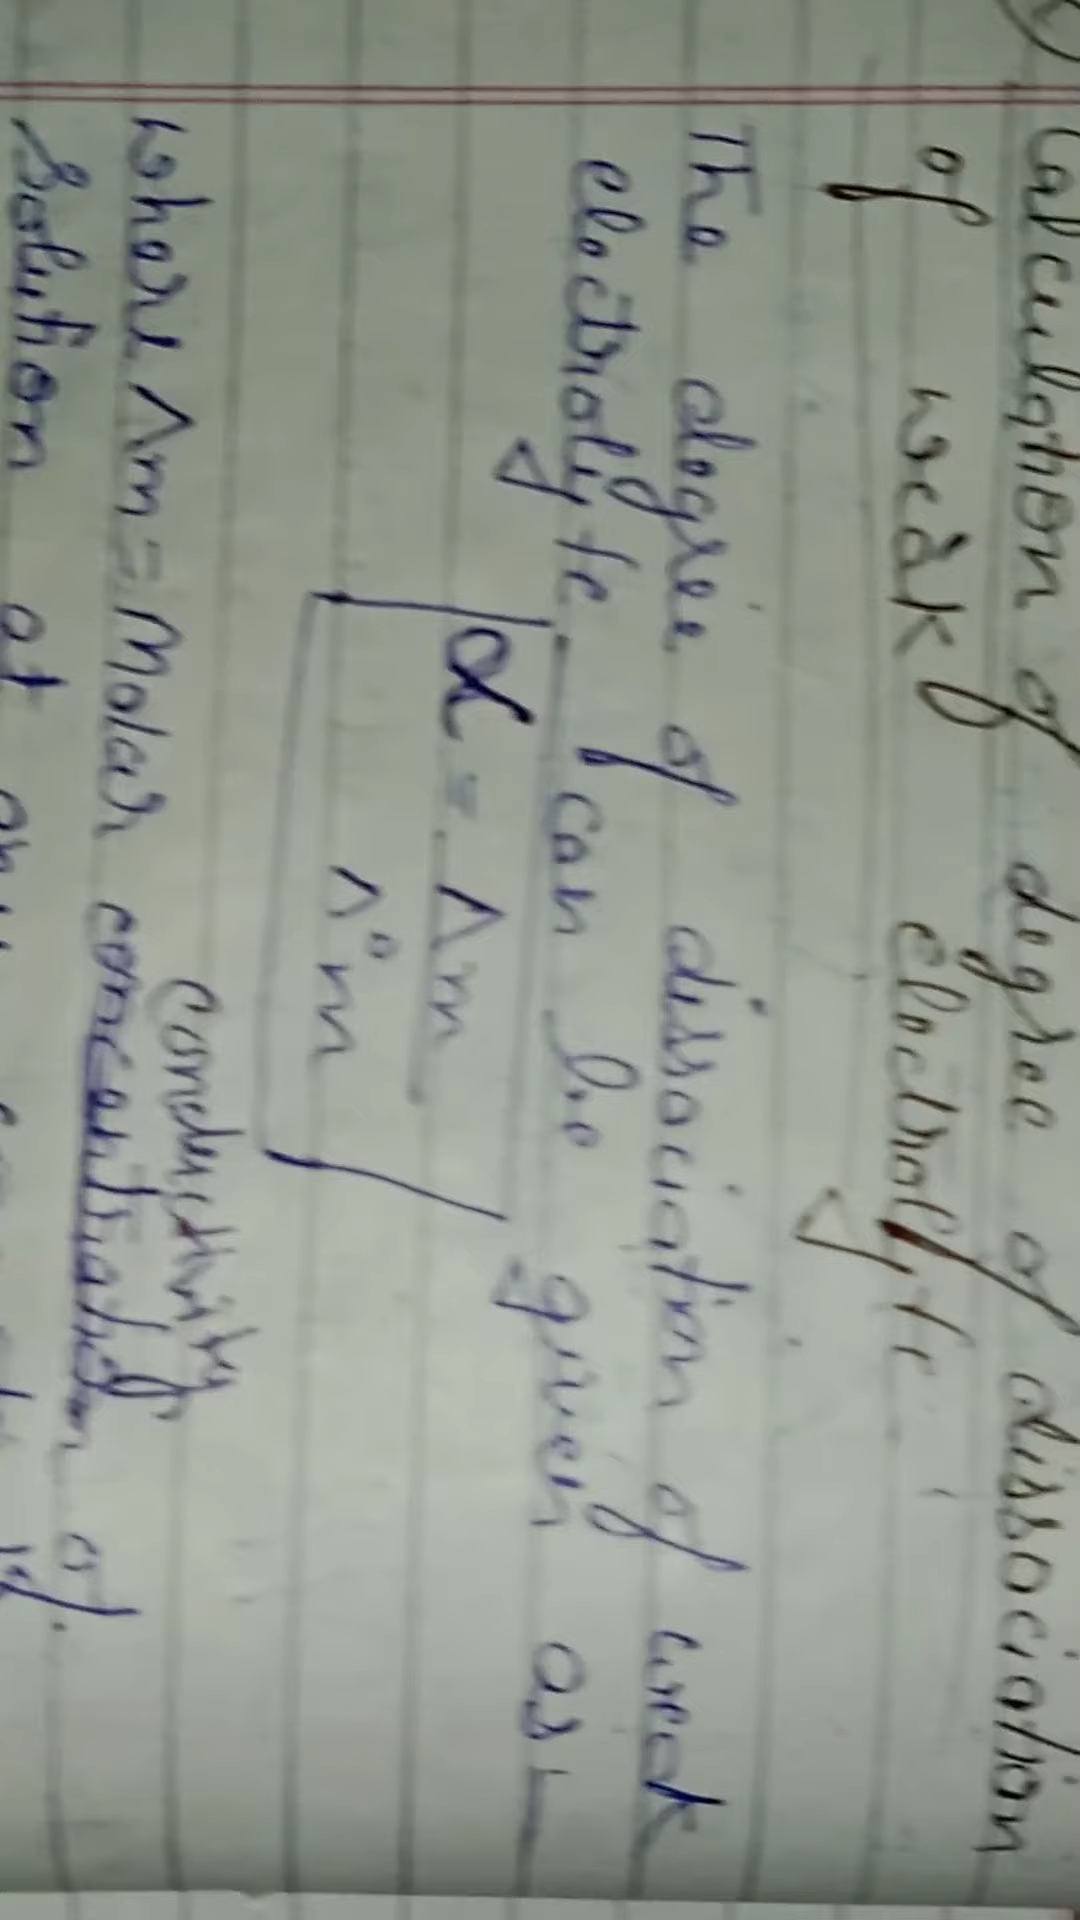 Calculation of degree of dissociation
of weak electrolyte
The degree of dissociation of weak
electrolyte can be given as :-
α = Λm
Λ°m
conductivity
where Λm = Molar concentration of
Solution at